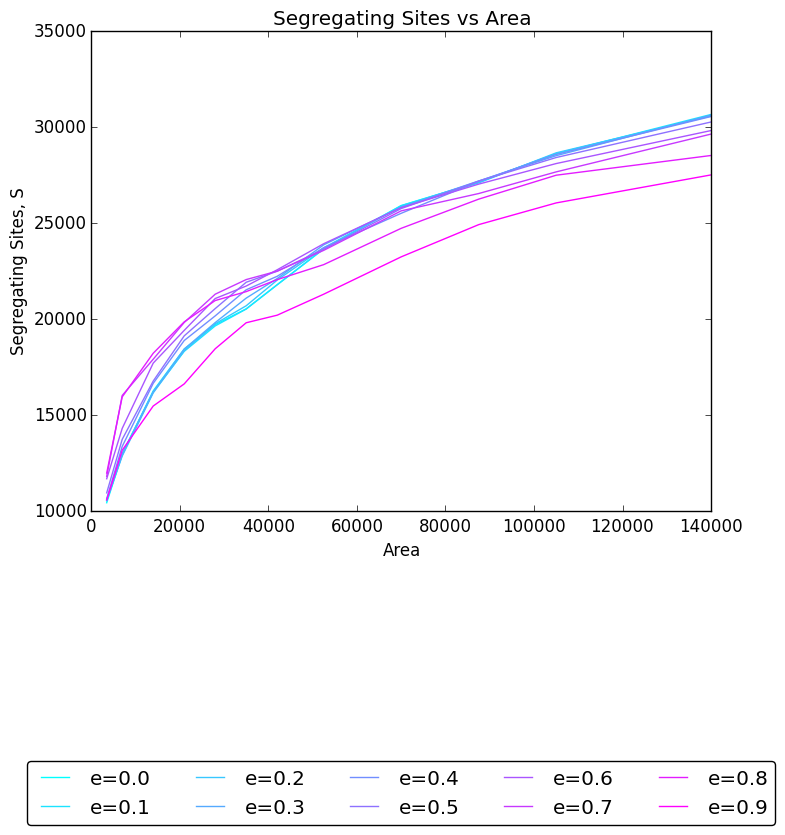 Segregating Sites vs Area
35000
30000
25000
20000
15000
10000
Segregating Sites, S
0 20000 40000 60000 80000 100000 120000 140000
Area
e=0.0 e=0.2 e=0.4 e=0.6 e=0.8
e=0.1 e=0.3 e=0.5 e=0.7 e=0.9